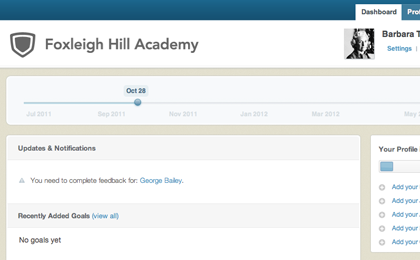 Dashboard
Foxleigh Hill Academy
Barbara
Settings
Oct 28
Jul 2011 Sep 2011 Nov 2011 Jan 2012 Mar 2012 May
Updates & Notifications
Your Profile
You need to complete feedback for: George Bailey.
Add your
Recently Added Goals (view all)
Add your
Add your
No goals yet
Add your
Add your